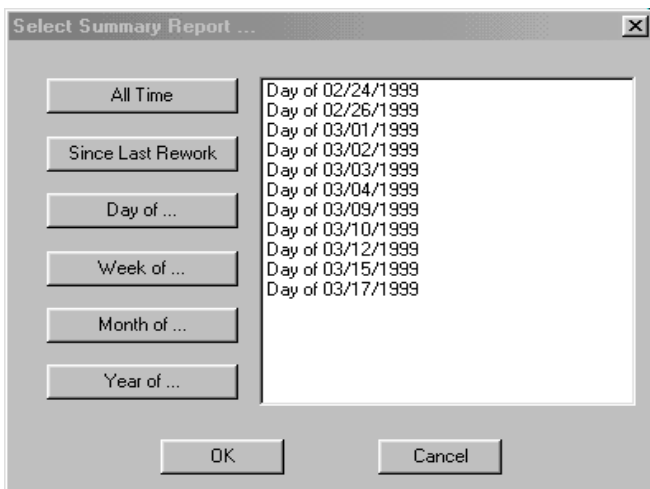 Select Summary Report ...
All Time
Since Last Rework
Day of ...
Week of ...
Month of ...
Year of ...
Day of 02/24/1999
Day of 02/26/1999
Day of 03/01/1999
Day of 03/02/1999
Day of 03/03/1999
Day of 03/04/1999
Day of 03/09/1999
Day of 03/10/1999
Day of 03/12/1999
Day of 03/15/1999
Day of 03/17/1999
OK
Cancel